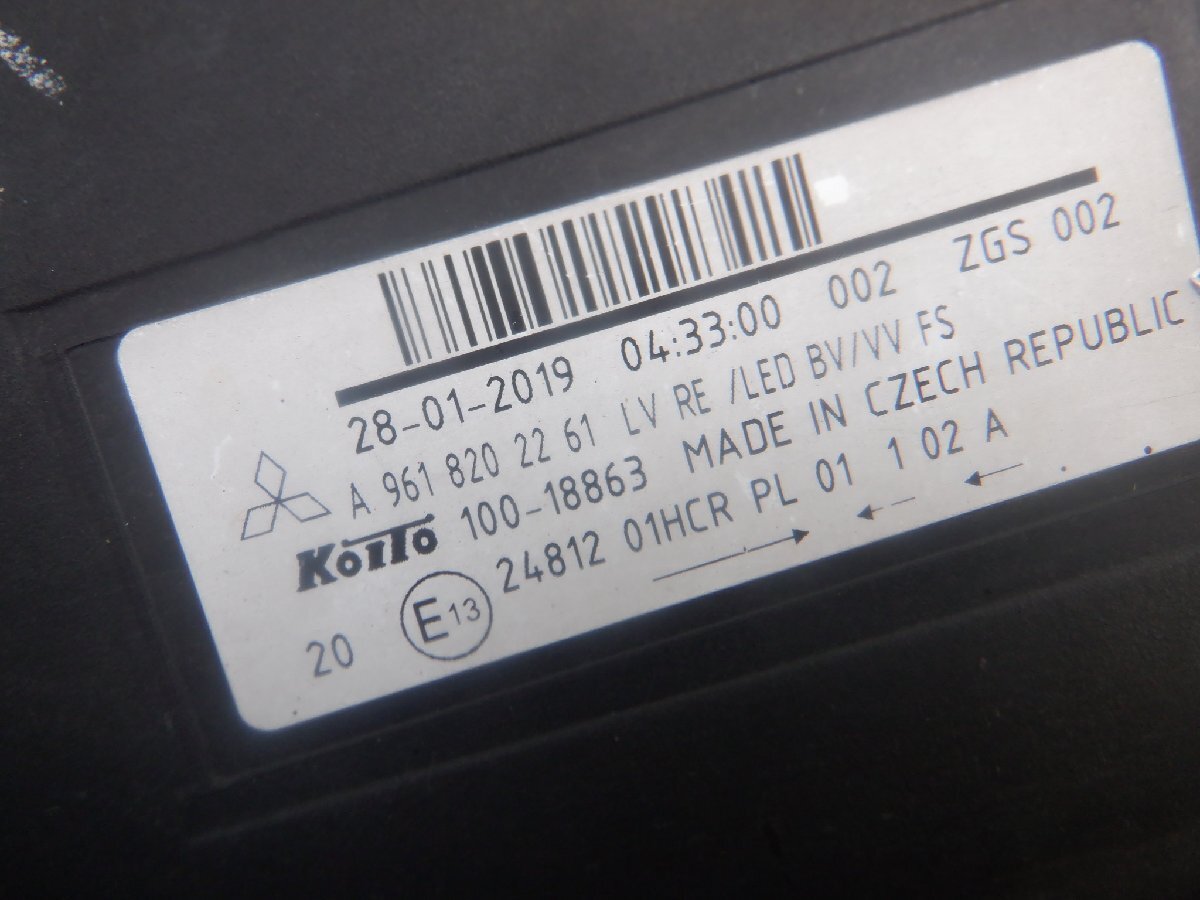 28-01-2019 04:33:00 002 ZGS 002
A 961 820 22 61 LV RE /LED BV/VV FS
KOITO 100-18863 MADE IN CZECH REPUBLIC
20 E13 24812 01HCR PL 01 1 02 A